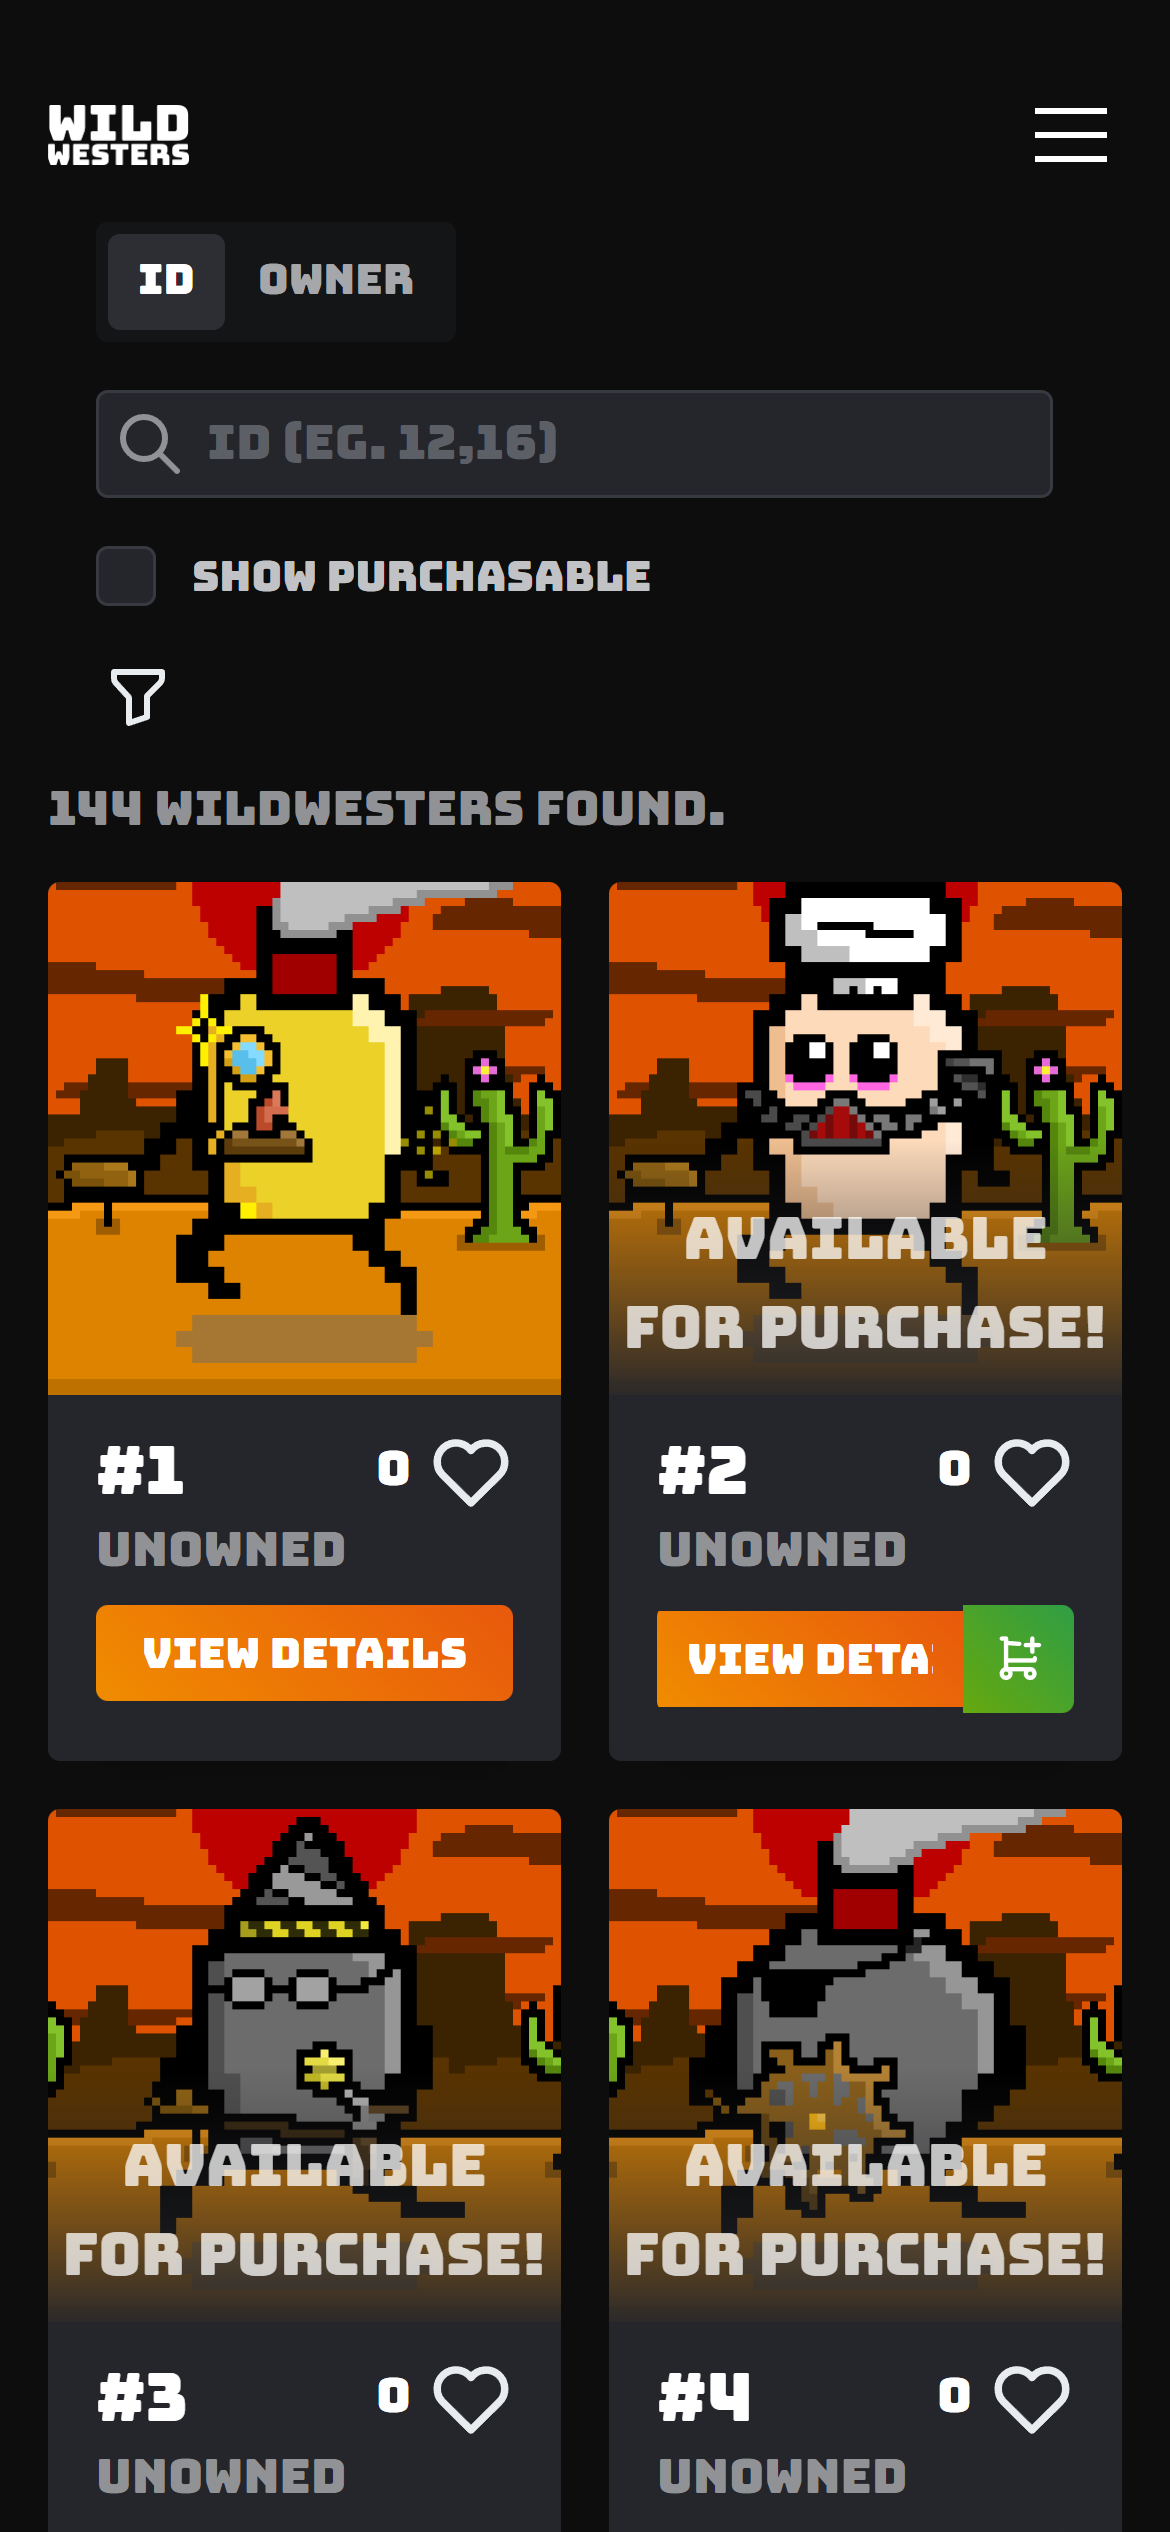 WILD
WESTERS
ID OWNER
ID (EG. 12,16)
SHOW PURCHASABLE
144 WILDWESTERS FOUND.
AVAILABLE
FOR PURCHASE!
#1 0
UNOWNED
VIEW DETAILS
#2 0
UNOWNED
VIEW DETAI
AVAILABLE
FOR PURCHASE!
AVAILABLE
FOR PURCHASE!
#3 0
UNOWNED
#4 0
UNOWNED